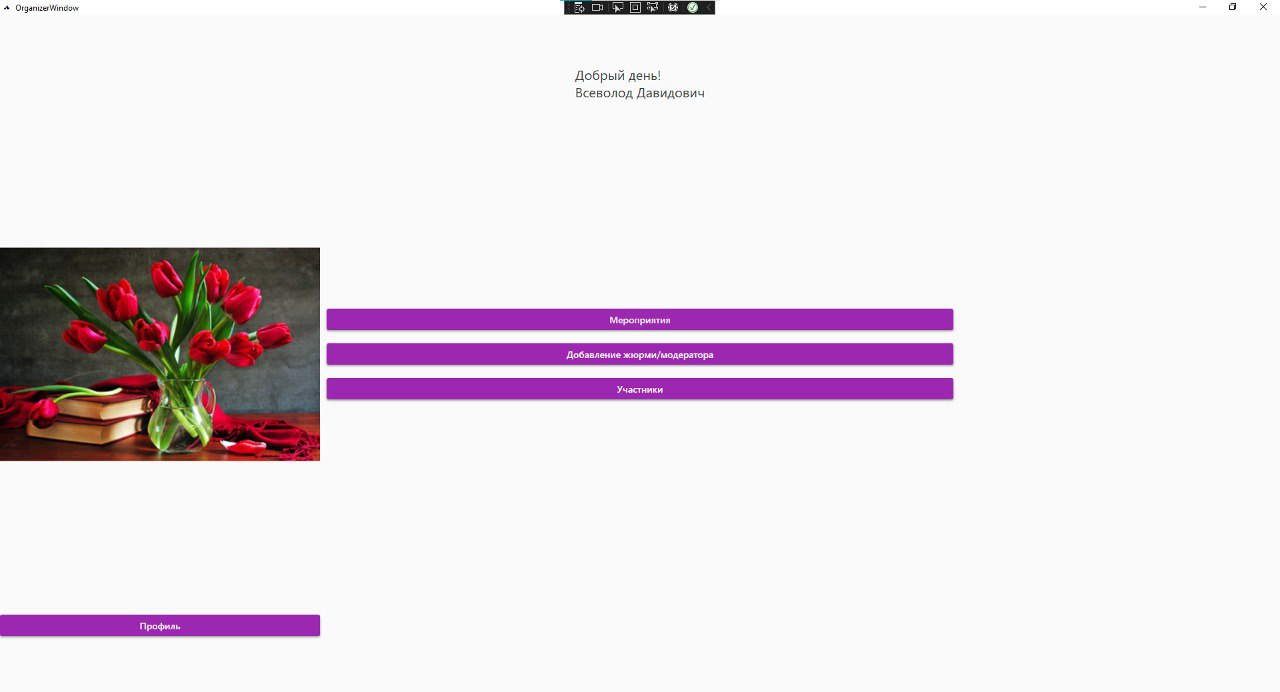 OrganizerWindow
Добрый день!
Всеволод Давидович
Мероприятия
Добавление жюрми/модератора
Участники
Профиль